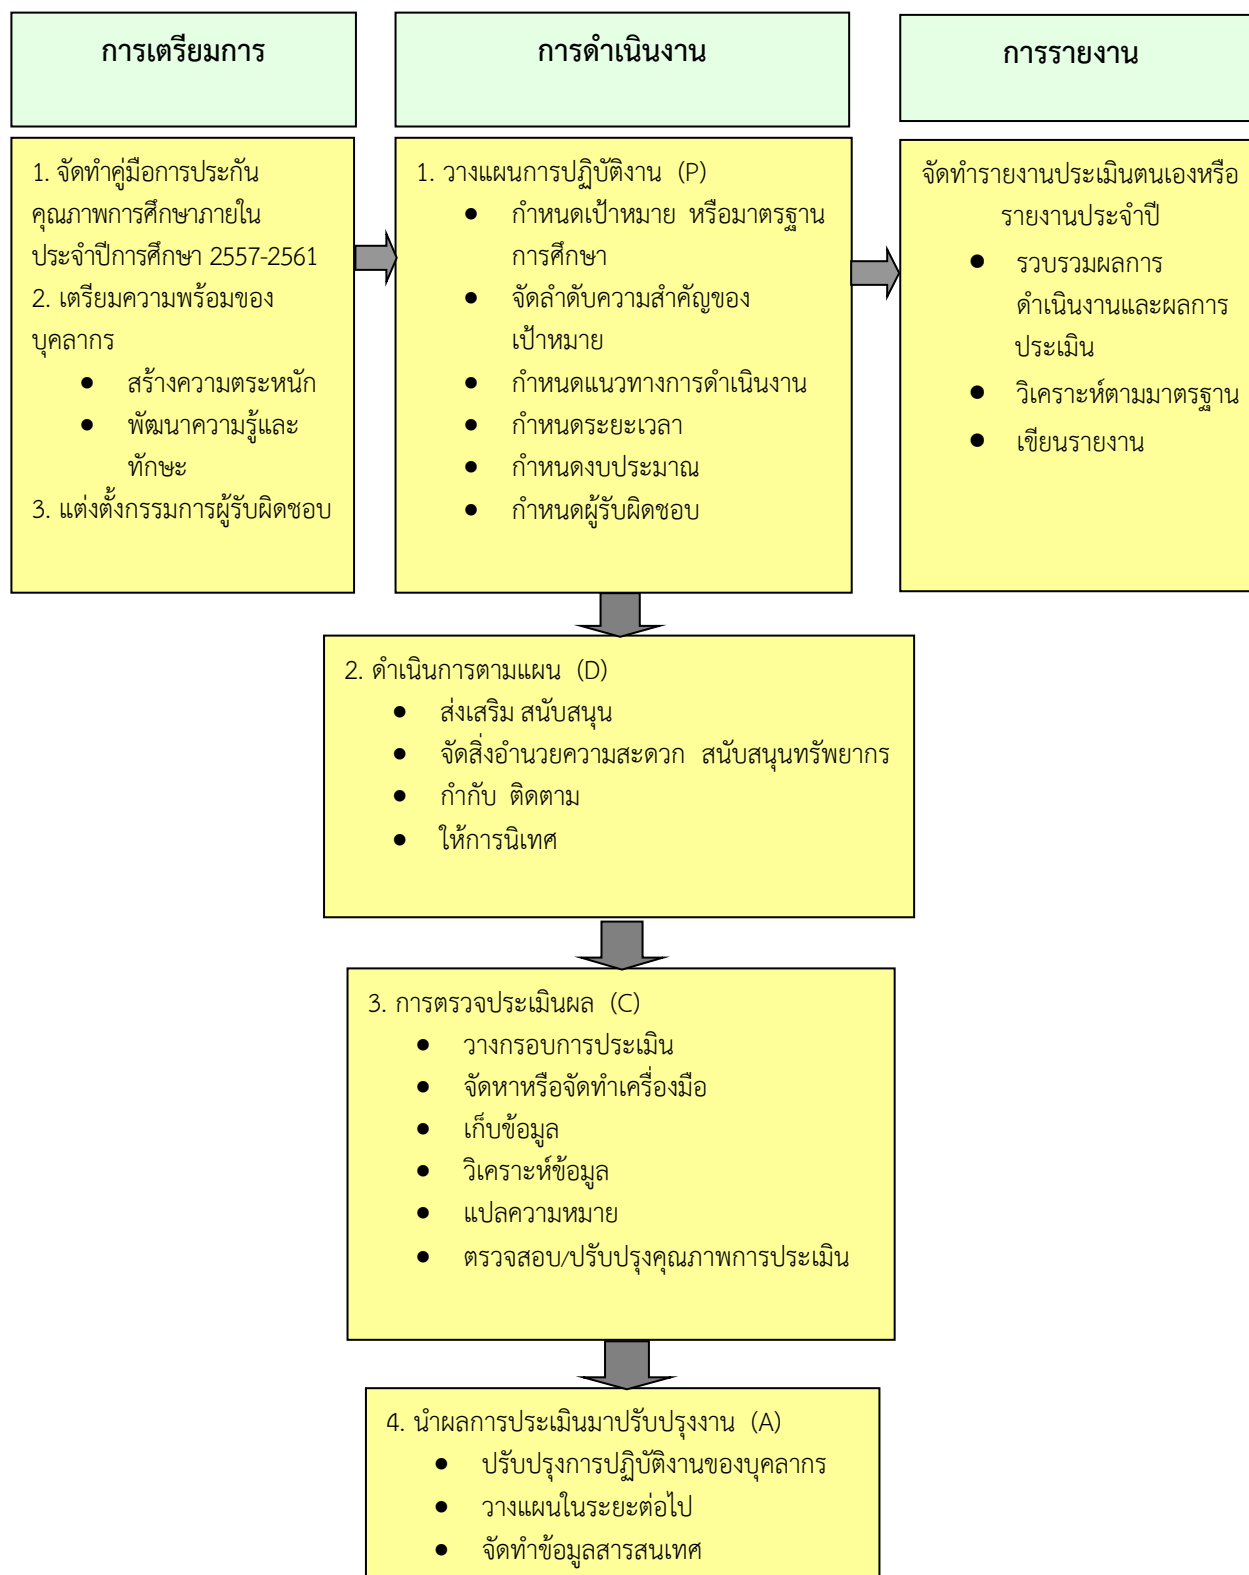 การเตรียมการ
การดำเนินงาน
การรายงาน
1. จัดทำคู่มือการประกัน
คุณภาพการศึกษาภายใน
ประจำปีการศึกษา 2557-2561
2. เตรียมความพร้อมของ
บุคลากร
● สร้างความตระหนัก
● พัฒนาความรู้และ
ทักษะ
3. แต่งตั้งกรรมการผู้รับผิดชอบ
1. วางแผนการปฏิบัติงาน (P)
● กำหนดเป้าหมาย หรือมาตรฐาน
การศึกษา
● จัดลำดับความสำคัญของ
เป้าหมาย
● กำหนดแนวทางการดำเนินงาน
● กำหนดระยะเวลา
● กำหนดงบประมาณ
● กำหนดผู้รับผิดชอบ
จัดทำรายงานประเมินตนเองหรือ
รายงานประจำปี
● รวบรวมผลการ
ดำเนินงานและผลการ
ประเมิน
● วิเคราะห์ตามมาตรฐาน
● เขียนรายงาน
2. ดำเนินการตามแผน (D)
● ส่งเสริม สนับสนุน
● จัดสิ่งอำนวยความสะดวก สนับสนุนทรัพยากร
● กำกับ ติดตาม
● ให้การนิเทศ
3. การตรวจประเมินผล (C)
● วางกรอบการประเมิน
● จัดหาหรือจัดทำเครื่องมือ
● เก็บข้อมูล
● วิเคราะห์ข้อมูล
● แปลความหมาย
● ตรวจสอบ/ปรับปรุงคุณภาพการประเมิน
4. นำผลการประเมินมาปรับปรุงงาน (A)
● ปรับปรุงการปฏิบัติงานของบุคลากร
● วางแผนในระยะต่อไป
● จัดทำข้อมูลสารสนเทศ